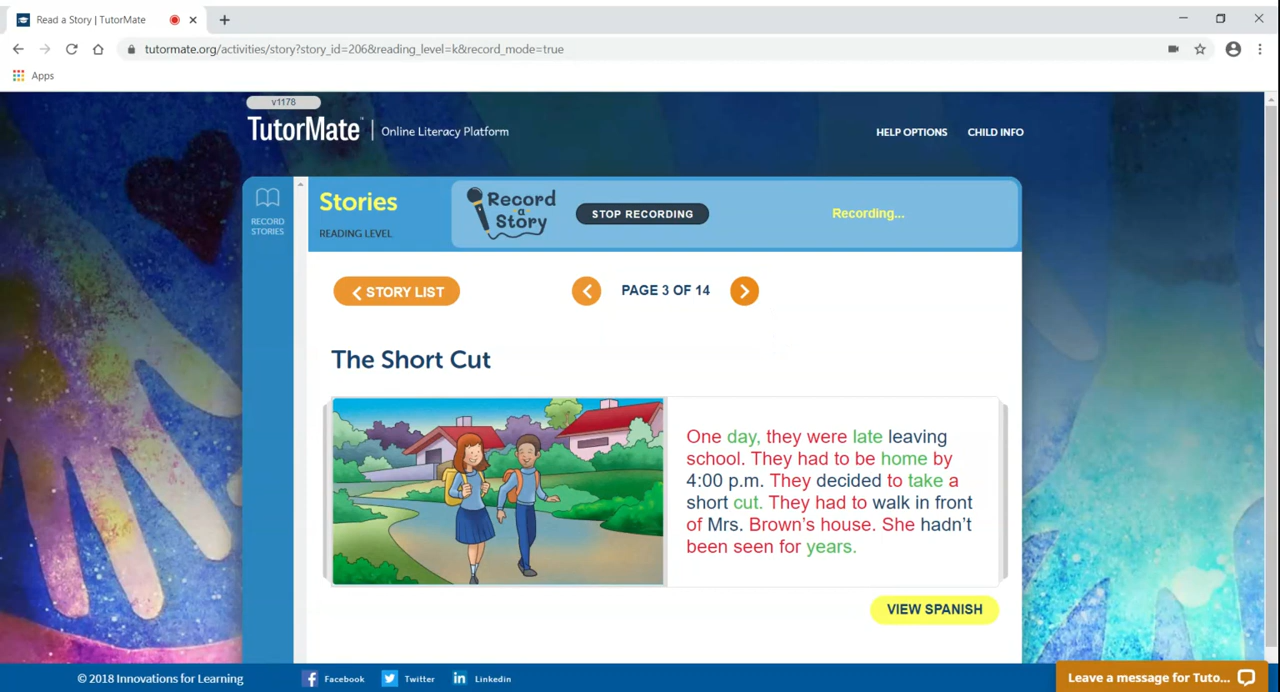 Read a Story | TutorMate
tutormate.org/activities/story?story_id=206&reading_level=k&record_mode=true
Apps
v1178
TutorMate | Online Literacy Platform
HELP OPTIONS CHILD INFO
RECORD
STORIES
Stories
READING LEVEL
Record
a
Story
STOP RECORDING
Recording...
STORY LIST
PAGE 3 OF 14
The Short Cut
One day, they were late leaving
school. They had to be home by
4:00 p.m. They decided to take a
short cut. They had to walk in front
of Mrs. Brown's house. She hadn't
been seen for years.
VIEW SPANISH
© 2018 Innovations for Learning
Facebook
Twitter
Linkedin
Leave a message for Tuto...